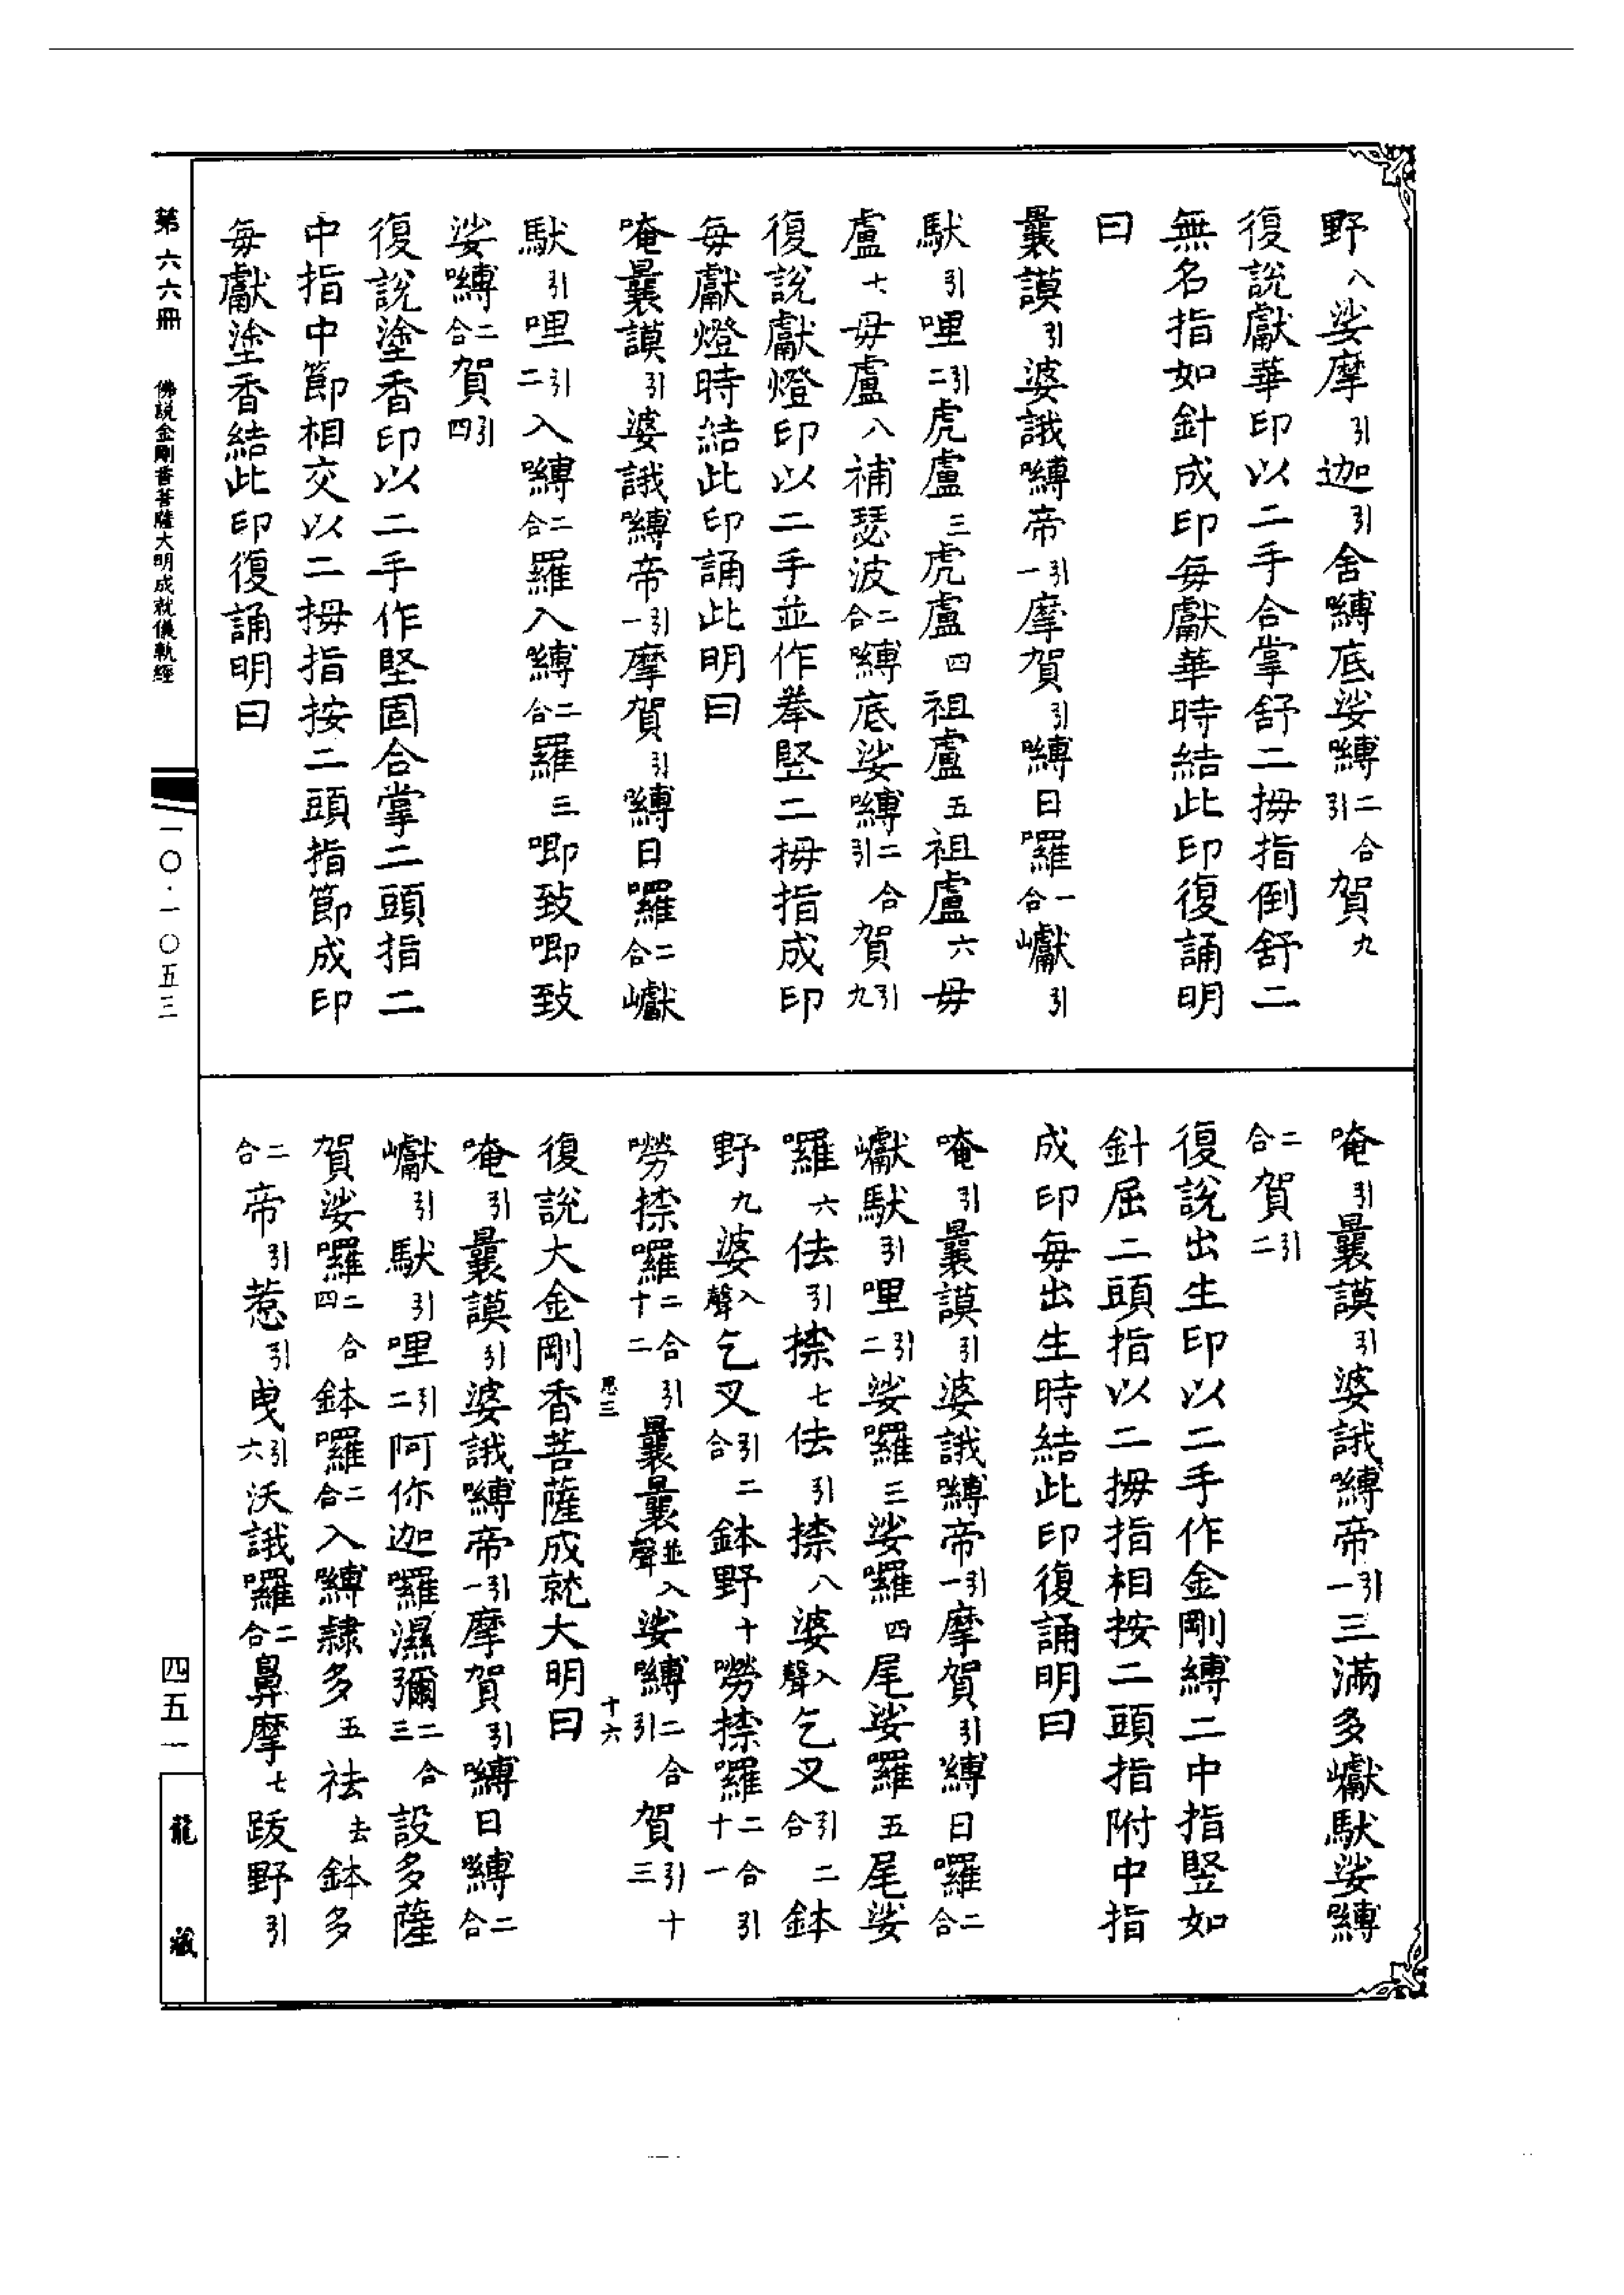 野八娑摩引迦引舍嚩底娑嚩二合引賀九
復說獻華印以二手合掌舒二拇指倒舒二
無名指如針成印每獻華時結此印復誦明
曰
曩謨引婆誐嚩帝引一摩賀引嚩日囉二合巘引
馱引哩引二虎盧三虎盧四祖盧五祖盧六毋
盧七毋盧八補瑟波二合嚩底娑嚩二合引賀引九
復說獻燈印以二手並作拳竪二拇指成印
每獻燈時結此印誦此明曰
唵曩謨引婆誐嚩帝引一摩賀引嚩日囉二合巘
馱引哩引二入嚩二合羅入嚩二合羅三唧致唧致
娑嚩二合賀引四
復說塗香印以二手作堅固合掌二頭指二
中指中節相交以二拇指按二頭指節成印
每獻塗香結此印復誦明曰
唵引曩謨引婆誐嚩帝引一三滿多巘馱娑嚩
二合賀引二
復說出生印以二手作金剛縛二中指竪如
針屈二頭指以二拇指相按二頭指附中指
成印每出生時結此印復誦明曰
唵引曩謨引婆誐嚩帝引一摩賀引嚩日囉二合
巘馱引哩引二娑囉三娑囉四尾娑囉五尾娑
囉六佉引捺七佉引捺八婆入聲乞叉引二合鉢
野九婆入聲乞叉引二合鉢野十嘮捺囉二合引十一
嘮捺囉二合引十二曩曩並入聲娑嚩二合引賀引十三
思三
十六
復說大金剛香菩薩成就大明曰
唵引曩謨引婆誐嚩帝引一摩賀引嚩日嚩二合
巘引馱引哩引二阿你迦囉濕彌二合三設多薩
賀娑囉二合四鉢囉二合入嚩隸多五祛去鉢多
二合帝引惹引曳引六沃誐囉二合鼻摩七跋野引
第六六冊
佛說金剛香菩薩大明成就儀軌經
一〇·一〇五三
四五一
龍藏